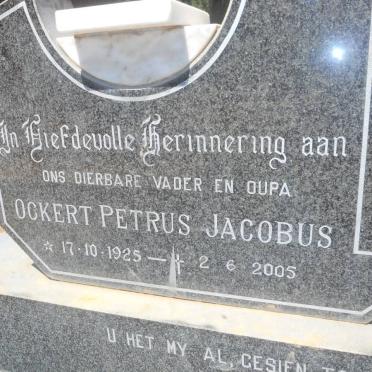 In Liefdevolle Herinnering aan
ONS DIERBARE VADER EN OUPA
OCKERT PETRUS JACOBUS
* 17·10·1925 — † 2·6·2005
U HET MY AL GESIEN TO